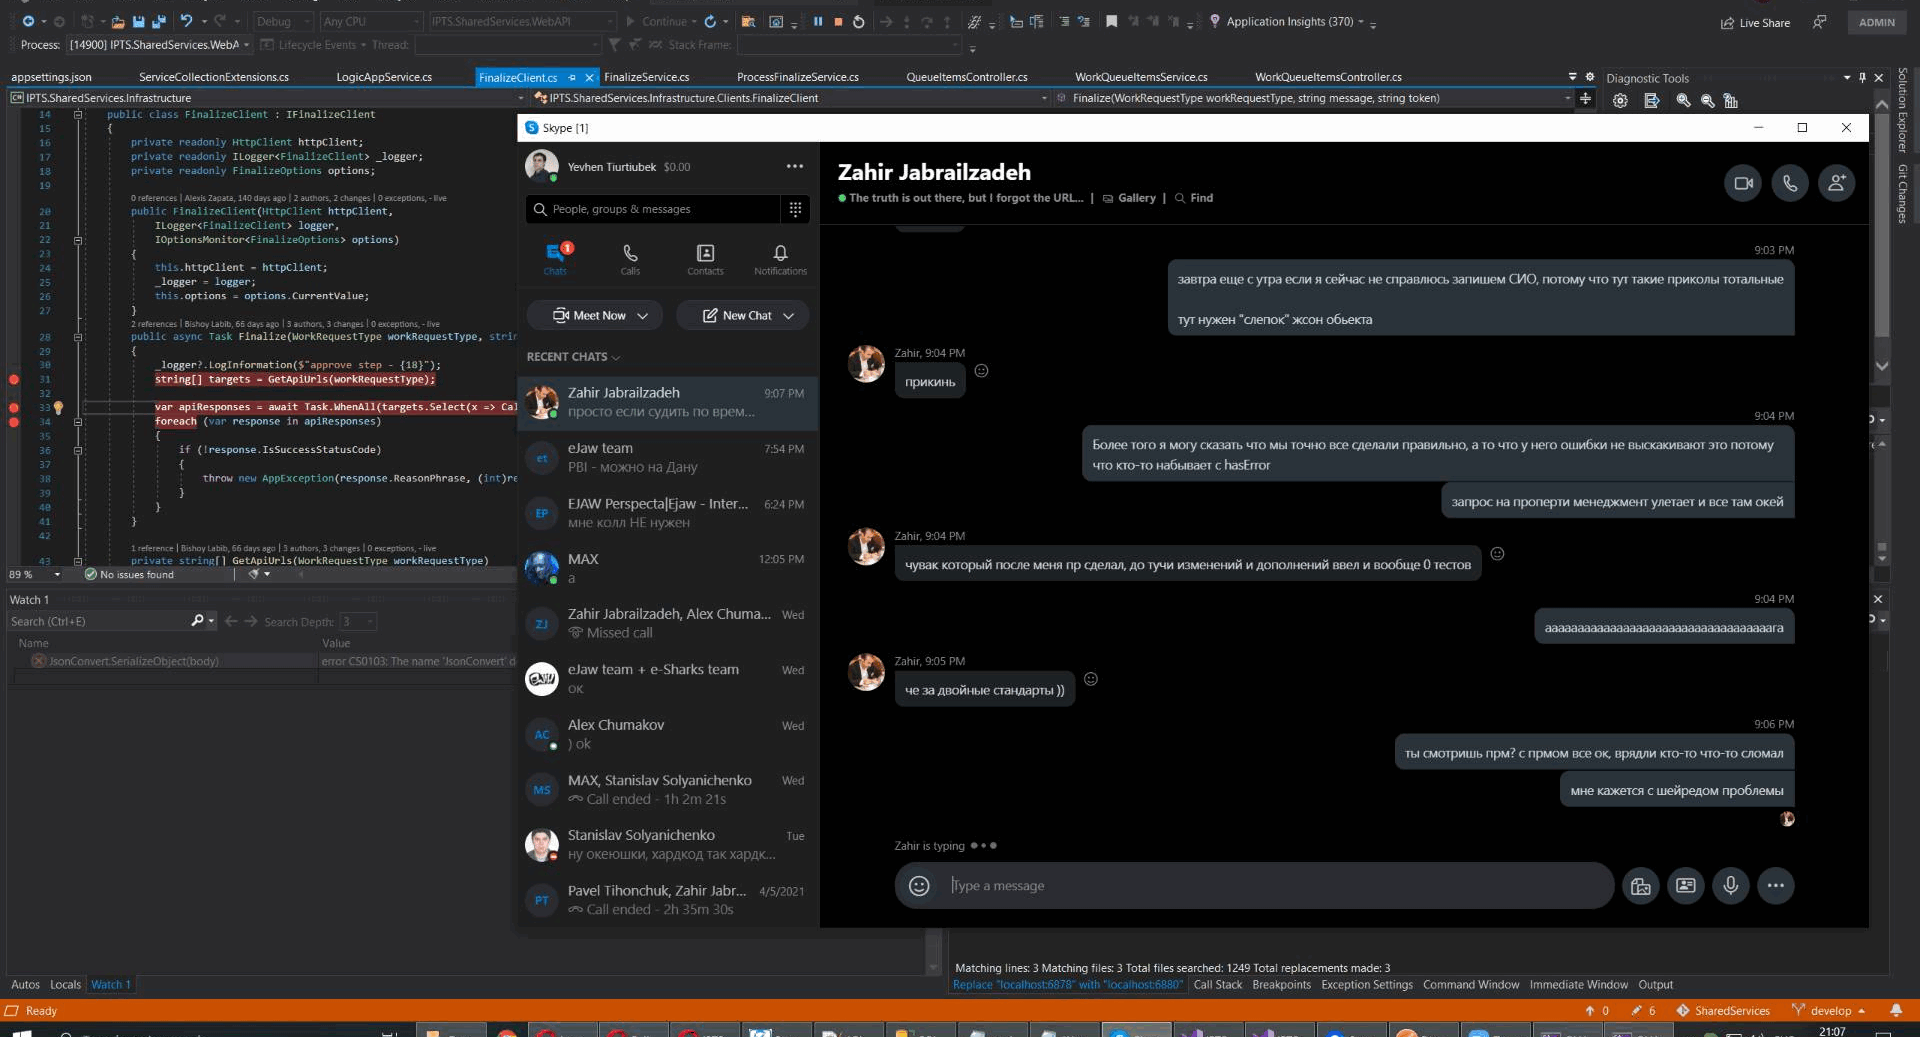 Debug
Any CPU
IPTS.SharedServices.WebAPI
Continue
Application Insights (370)
Live Share
ADMIN
Process:
[14900] IPTS.SharedServices.WebA
Lifecycle Events
Thread:
Stack Frame:
appsettings.json
ServiceCollectionExtensions.cs
LogicAppService.cs
FinalizeClient.cs
FinalizeService.cs
ProcessFinalizeService.cs
QueueItemsController.cs
WorkQueueItemsService.cs
WorkQueueItemsController.cs
Diagnostic Tools
IPTS.SharedServices.Infrastructure
IPTS.SharedServices.Infrastructure.Clients.FinalizeClient
Finalize(WorkRequestType workRequestType, string message, string token)
Solution Explorer
Git Changes
14 public class FinalizeClient : IFinalizeClient
15 {
16 private readonly HttpClient httpClient;
17 private readonly ILogger<FinalizeClient> _logger;
18 private readonly FinalizeOptions options;
19
0 references | Alexis Zapata, 140 days ago | 2 authors, 2 changes | 0 exceptions, - live
20 public FinalizeClient(HttpClient httpClient,
21 ILogger<FinalizeClient> logger,
22 IOptionsMonitor<FinalizeOptions> options)
23 {
24 this.httpClient = httpClient;
25 _logger = logger;
26 this.options = options.CurrentValue;
27 }
2 references | Bishoy Labib, 66 days ago | 3 authors, 3 changes | 0 exceptions, - live
28 public async Task Finalize(WorkRequestType workRequestType, strin
29 {
30 _logger?.LogInformation($"approve step - {18}");
31 string[] targets = GetApiUrls(workRequestType);
32
33 var apiResponses = await Task.WhenAll(targets.Select(x => Cal
34 foreach (var response in apiResponses)
35 {
36 if (!response.IsSuccessStatusCode)
37 {
38 throw new AppException(response.ReasonPhrase, (int)re
39 }
40 }
41 }
42
1 reference | Bishoy Labib, 66 days ago | 3 authors, 3 changes | 0 exceptions, - live
43 private string[] GetApiUrls(WorkRequestType workRequestType)
89 %
No issues found
Watch 1
Search (Ctrl+E)
Search Depth: 3
Name
Value
JsonConvert.SerializeObject(body)
error CS0103: The name 'JsonConvert' d
Skype [1]
Yevhen Tiurtiubek $0.00
People, groups & messages
1
Chats
Calls
Contacts
Notifications
Meet Now
New Chat
RECENT CHATS
Zahir Jabrailzadeh 9:07 PM
просто если судить по врем...
et
eJaw team 7:54 PM
PBI - можно на Дану
EP
EJAW Perspecta|Ejaw - Inter... 6:24 PM
мне колл НЕ нужен
MAX 12:05 PM
а
ZJ
Zahir Jabrailzadeh, Alex Chuma... Wed
Missed call
eJaw team + e-Sharks team Wed
ок
AC
Alex Chumakov Wed
) ok
MS
MAX, Stanislav Solyanichenko Wed
Call ended - 1h 2m 21s
Stanislav Solyanichenko Tue
ну океюшки, хардкод так хардк...
PT
Pavel Tihonchuk, Zahir Jabr... 4/5/2021
Call ended - 2h 35m 30s
Zahir Jabrailzadeh
The truth is out there, but I forgot the URL... | Gallery | Find
9:03 PM
завтра еще с утра если я сейчас не справлюсь запишем СИО, потому что тут такие приколы тотальные
тут нужен "слепок" жсон обьекта
Zahir, 9:04 PM
прикинь
9:04 PM
Более того я могу сказать что мы точно все сделали правильно, а то что у него ошибки не выскакивают это потому
что кто-то набывает с hasError
запрос на проперти менеджмент улетает и все там окей
Zahir, 9:04 PM
чувак который после меня пр сделал, до тучи изменений и дополнений ввел и вообще 0 тестов
9:04 PM
ааааааааааааааааааааааааааааааааааага
Zahir, 9:05 PM
че за двойные стандарты ))
9:06 PM
ты смотришь прм? с прмом все ок, врядли кто-то что-то сломал
мне кажется с шейредом проблемы
Zahir is typing
Type a message
Matching lines: 3 Matching files: 3 Total files searched: 1249 Total replacements made: 3
Autos
Locals
Watch 1
Replace "localhost:6878" with "localhost:6880"
Call Stack
Breakpoints
Exception Settings
Command Window
Immediate Window
Output
Ready
0
6
SharedServices
develop
21:07